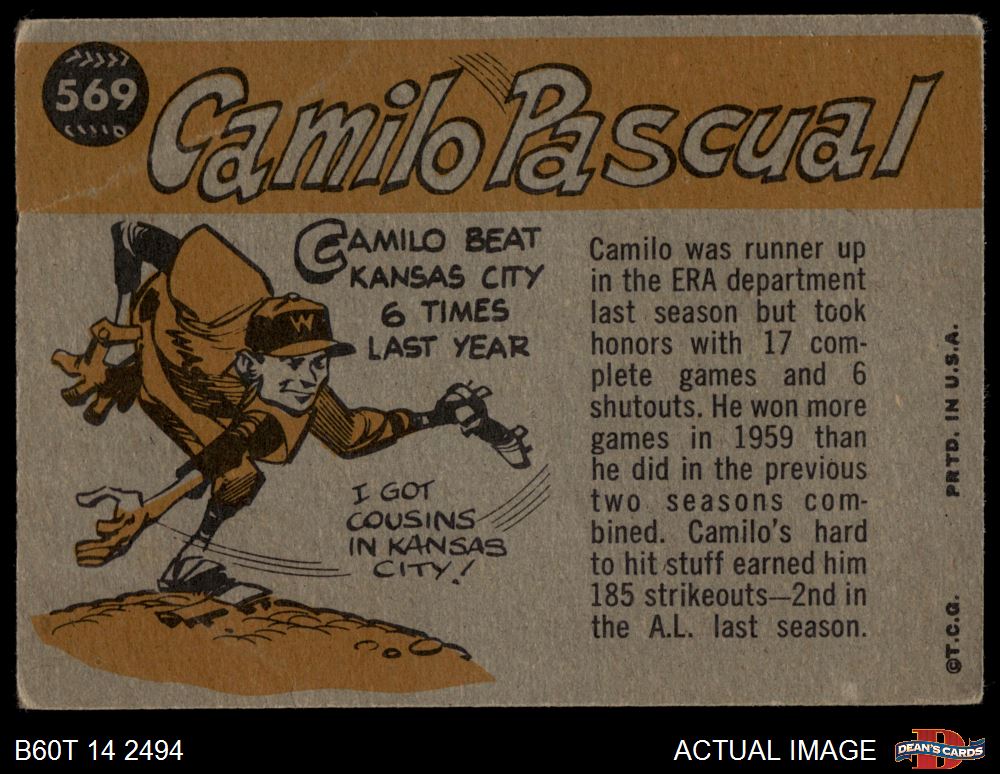 569
Camilo Pascual
CAMILO BEAT
KANSAS CITY
6 TIMES
LAST YEAR
W
WAS
I GOT
COUSINS
IN KANSAS
CITY!
Camilo was runner up
in the ERA department
last season but took
honors with 17 com-
plete games and 6
shutouts. He won more
games in 1959 than
he did in the previous
two seasons com-
bined. Camilo's hard
to hit stuff earned him
185 strikeouts—2nd in
the A.L. last season.
©T.C.G. PRTD. IN U.S.A.
B60T 14 2494
ACTUAL IMAGE
DEAN'S CARDS